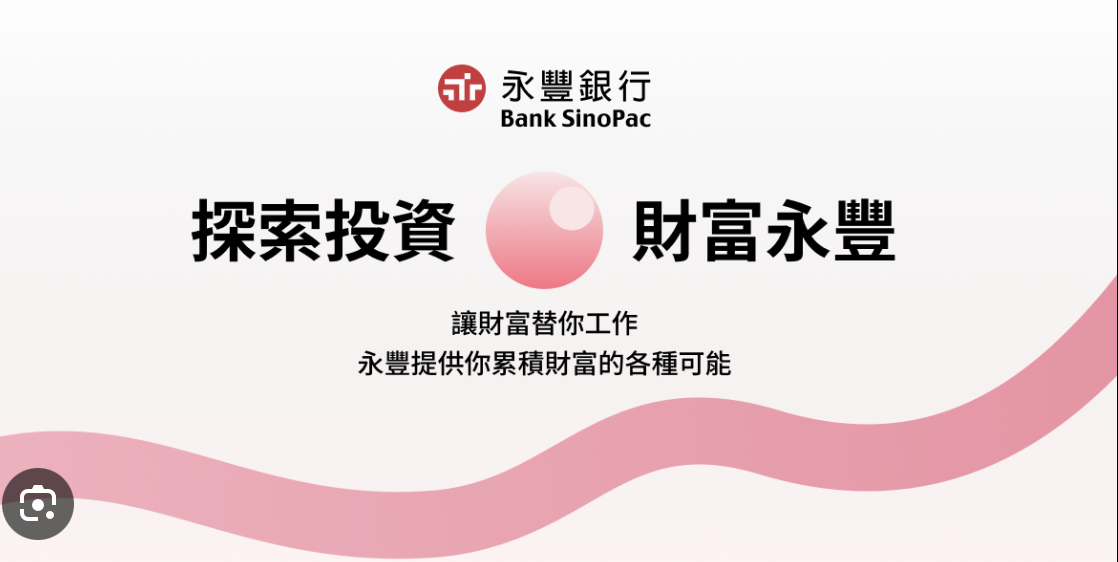 永豐銀行
Bank SinoPac
探索投資 財富永豐
讓財富替你工作
永豐提供你累積財富的各種可能